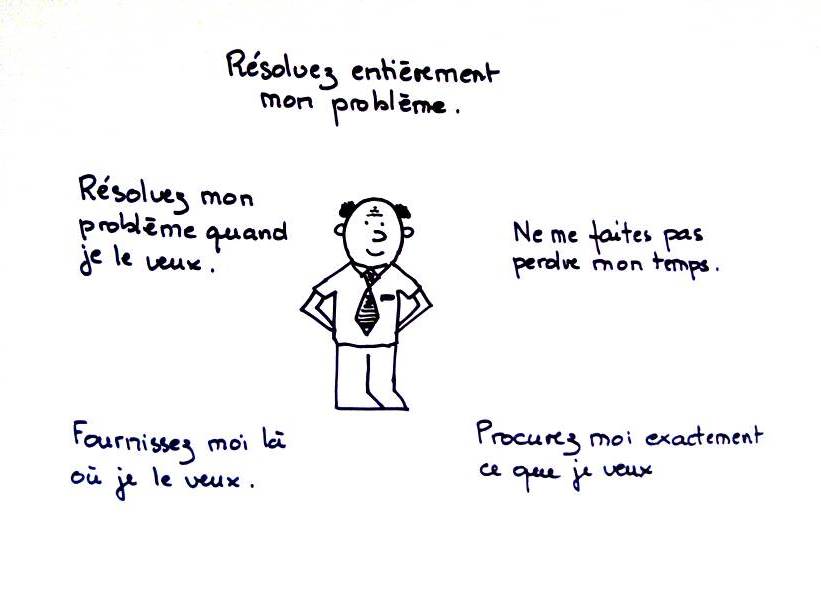 Résolvez entièrement
mon problème.
Résolvez mon
problème quand
je le veux.
Ne me faites pas
perdre mon temps.
Fournissez moi là
où je le veux.
Procurez moi exactement
ce que je veux